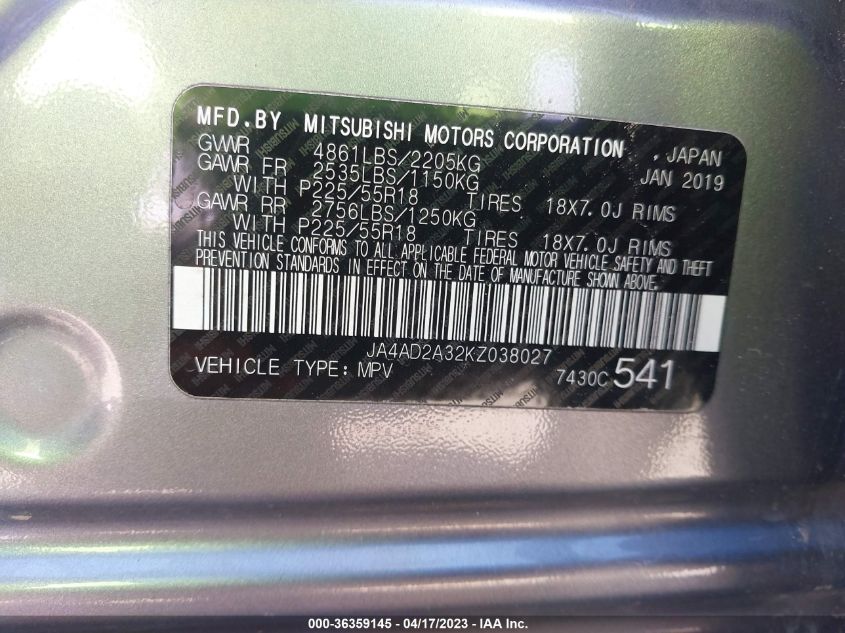 MFD.BY MITSUBISHI MOTORS CORPORATION , JAPAN
GVWR 4861LBS/2205KG JAN 2019
GAWR FR 2535LBS/1150KG
WITH P225/55R18 TIRES 18X7.0J RIMS
GAWR RR 2756LBS/1250KG
WITH P225/55R18 TIRES 18X7.0J RIMS
THIS VEHICLE CONFORMS TO ALL APPLICABLE FEDERAL MOTOR VEHICLE SAFETY AND THEFT
PREVENTION STANDARDS IN EFFECT ON THE DATE OF MANUFACTURE SHOWN ABOVE.
JA4AD2A32KZ038027
VEHICLE TYPE: MPV 7430C 541
000-36359145 - 04/17/2023 - IAA Inc.